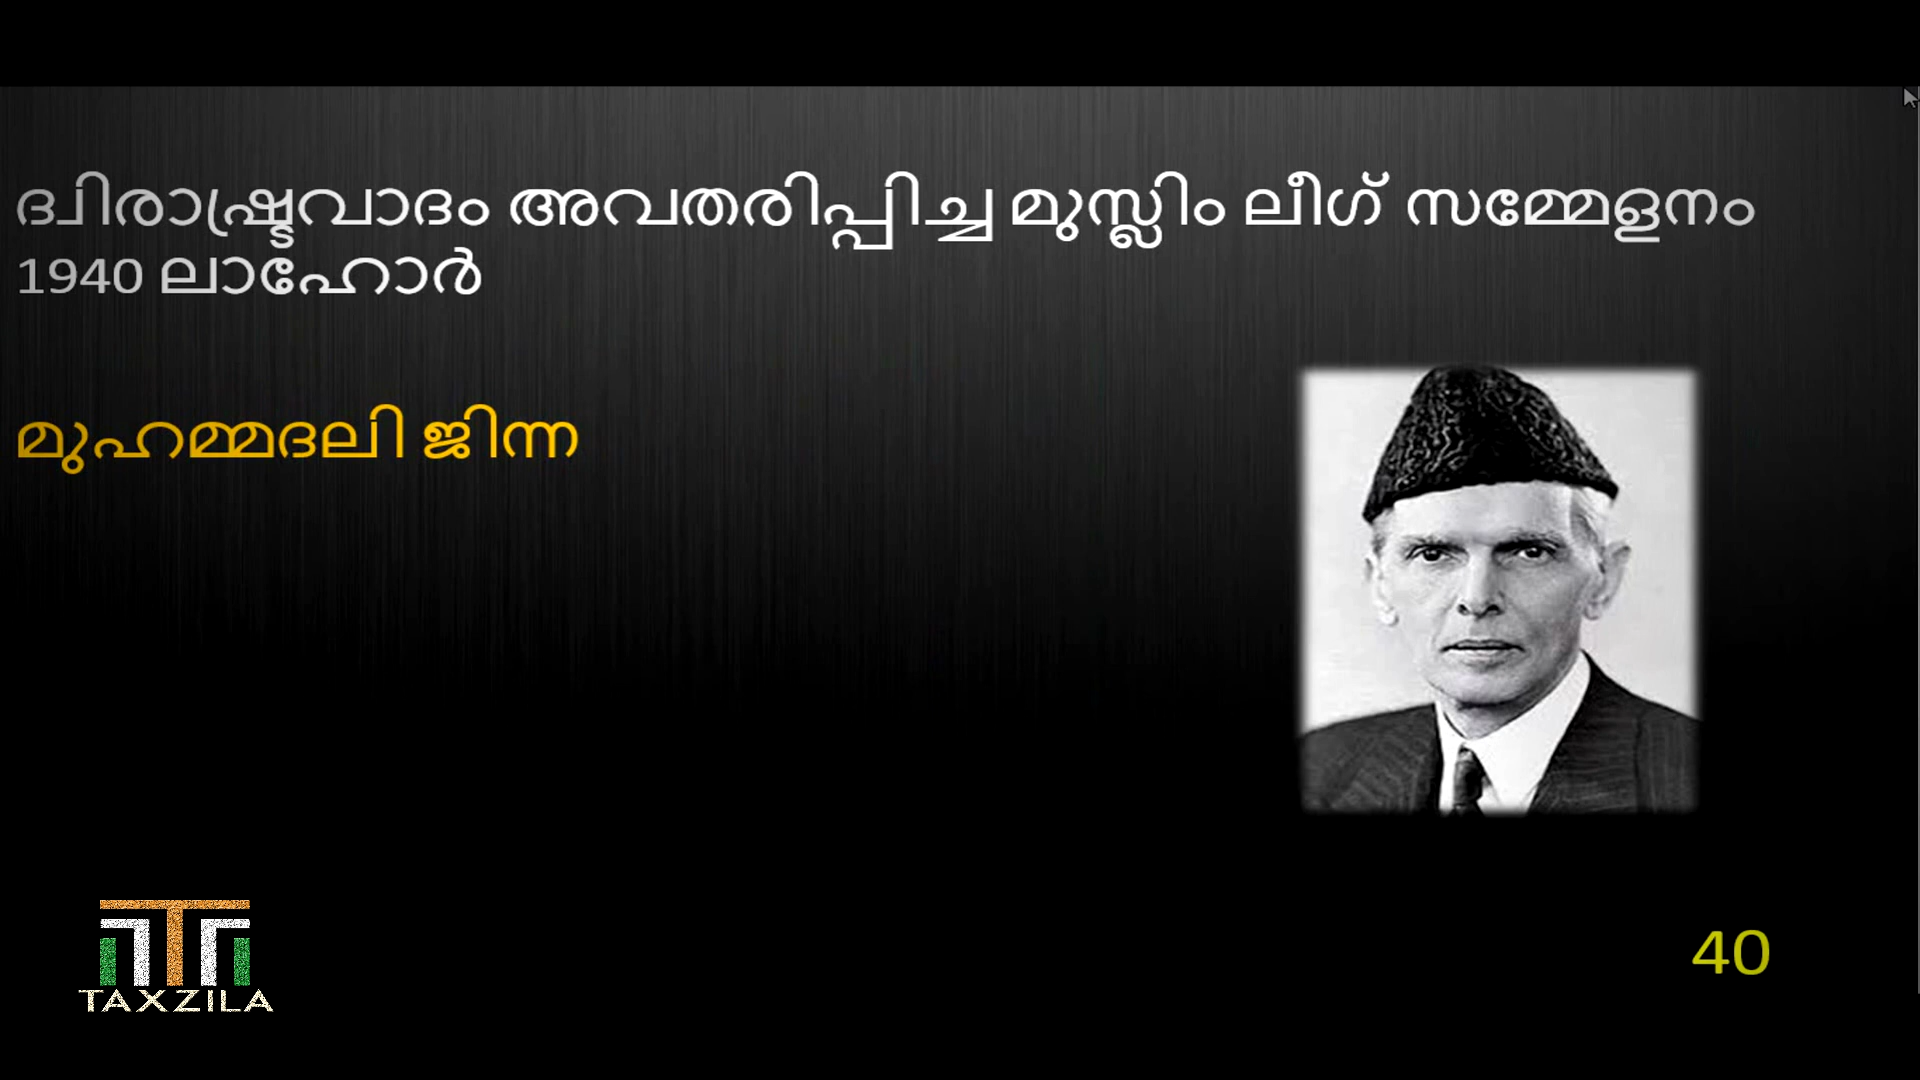 ദ്വിരാഷ്ട്രവാദം അവതരിപ്പിച്ച മുസ്ലിം ലീഗ് സമ്മേളനം
1940 ലാഹോർ
മുഹമ്മദലി ജിന്ന
TAXZILA
40